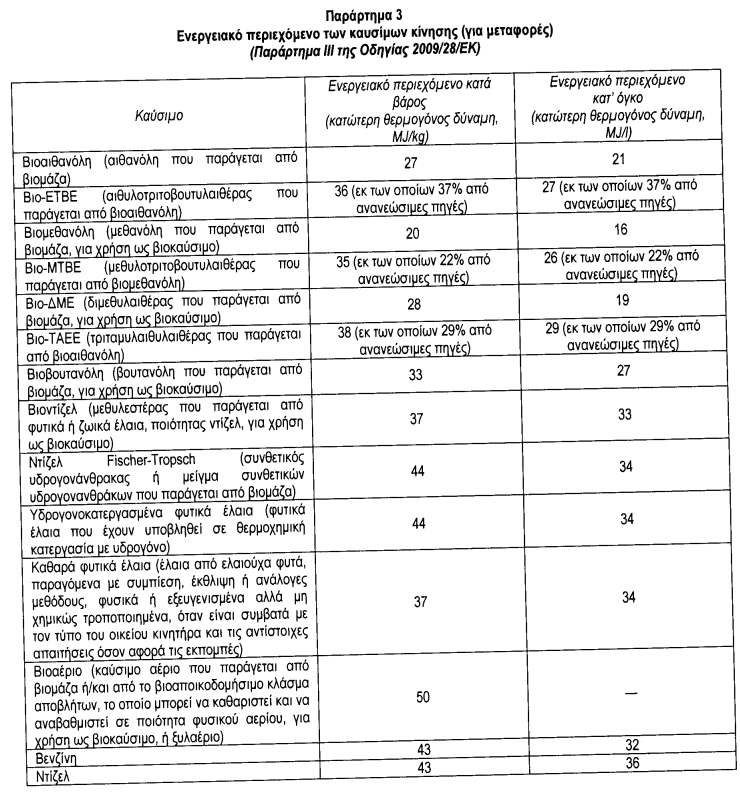 Παράρτημα 3
Ενεργειακό περιεχόμενο των καυσίμων κίνησης (για μεταφορές)
(Παράρτημα ΙΙΙ της Οδηγίας 2009/28/ΕΚ)
Καύσιμο
Ενεργειακό περιεχόμενο κατά
βάρος
(κατώτερη θερμογόνος δύναμη,
MJ/kg)
Ενεργειακό περιεχόμενο
κατ' όγκο
(κατώτερη θερμογόνος δύναμη,
MJ/l)
Βιοαιθανόλη (αιθανόλη που παράγεται από
βιομάζα)
27
21
Βιο-ΕΤΒΕ (αιθυλοτριτοβουτυλαιθέρας που
παράγεται από βιοαιθανόλη)
36 (εκ των οποίων 37% από
ανανεώσιμες πηγές)
27 (εκ των οποίων 37% από
ανανεώσιμες πηγές)
Βιομεθανόλη (μεθανόλη που παράγεται από
βιομάζα, για χρήση ως βιοκαύσιμο)
20
16
Βιο-ΜΤΒΕ (μεθυλοτριτοβουτυλαιθέρας που
παράγεται από βιομεθανόλη)
35 (εκ των οποίων 22% από
ανανεώσιμες πηγές)
26 (εκ των οποίων 22% από
ανανεώσιμες πηγές)
Βιο-ΔΜΕ (διμεθυλαιθέρας που παράγεται από
βιομάζα, για χρήση ως βιοκαύσιμο)
28
19
Βιο-ΤΑΕΕ (τριταμυλαιθυλαιθέρας που παράγεται
από βιοαιθανόλη)
38 (εκ των οποίων 29% από
ανανεώσιμες πηγές)
29 (εκ των οποίων 29% από
ανανεώσιμες πηγές)
Βιοβουτανόλη (βουτανόλη που παράγεται από
βιομάζα, για χρήση ως βιοκαύσιμο)
33
27
Βιοντίζελ (μεθυλεστέρας που παράγεται από
φυτικά ή ζωικά έλαια, ποιότητας ντίζελ, για χρήση
ως βιοκαύσιμο)
37
33
Ντίζελ Fischer-Tropsch (συνθετικός
υδρογονάνθρακας ή μείγμα συνθετικών
υδρογονανθράκων που παράγεται από βιομάζα)
44
34
Υδρογονοκατεργασμένα φυτικά έλαια (φυτικά
έλαια που έχουν υποβληθεί σε θερμοχημική
κατεργασία με υδρογόνο)
44
34
Καθαρά φυτικά έλαια (έλαια από ελαιούχα φυτά,
παραγόμενα με συμπίεση, έκθλιψη ή ανάλογες
μεθόδους, φυσικά ή εξευγενισμένα αλλά μη
χημικώς τροποποιημένα, όταν είναι συμβατά με
τον τύπο του οικείου κινητήρα και τις αντίστοιχες
απαιτήσεις όσον αφορά τις εκπομπές)
37
34
Βιοαέριο (καύσιμο αέριο που παράγεται από
βιομάζα ή/και από το βιοαποικοδομήσιμο κλάσμα
αποβλήτων, το οποίο μπορεί να καθαριστεί και να
αναβαθμιστεί σε ποιότητα φυσικού αερίου, για
χρήση ως βιοκαύσιμο, ή ξυλαέριο)
50
—
Βενζίνη
43
32
Ντίζελ
43
36